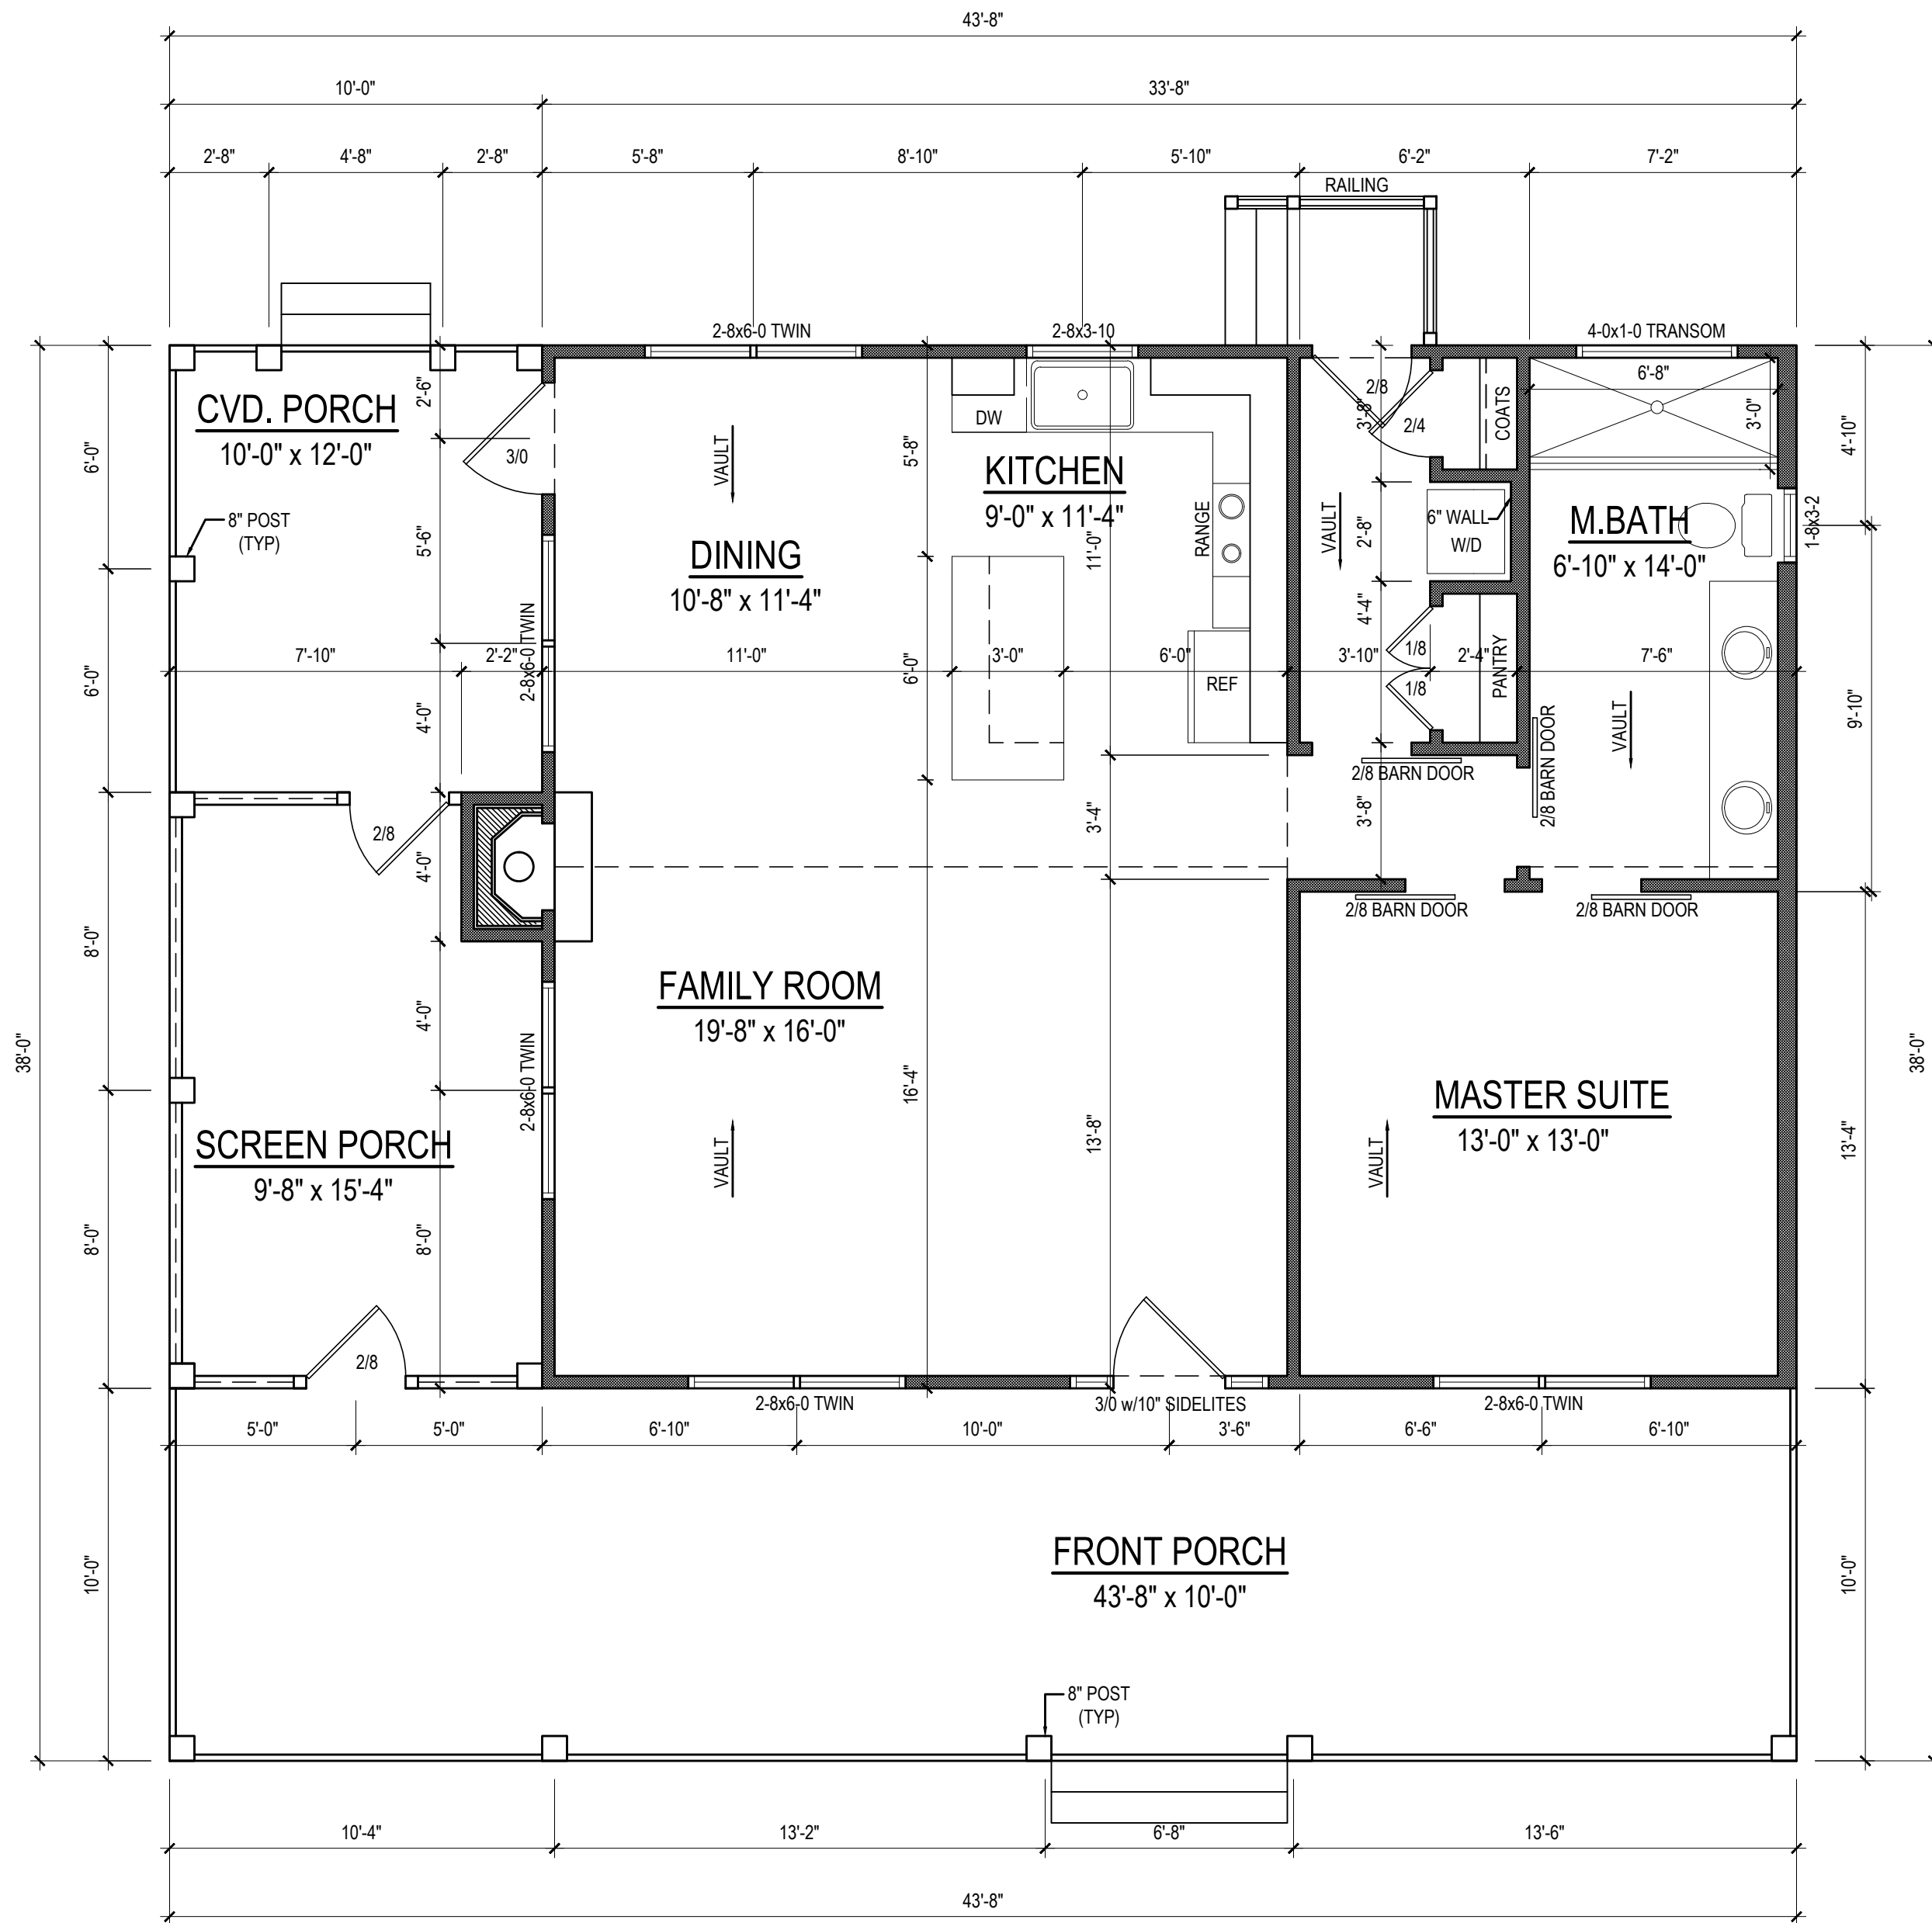 43'-8"
10'-0"
33'-8"
2'-8"
4'-8"
2'-8"
5'-8"
8'-10"
5'-10"
6'-2"
7'-2"
RAILING
2-8x6-0 TWIN
2-8x3-10
4-0x1-0 TRANSOM
CVD. PORCH
10'-0" x 12'-0"
2'-6"
3/0
VAULT
DW
5'-8"
KITCHEN
9'-0" x 11'-4"
RANGE
11'-0"
2/8
3'-8"
2/4
COATS
6'-8"
3'-0"
4'-10"
6'-0"
8" POST
(TYP)
5'-6"
DINING
10'-8" x 11'-4"
VAULT
2'-8"
6" WALL
W/D
M.BATH
6'-10" x 14'-0"
1-8x3-2
6'-0"
7'-10"
2'-2"
2-8x6-0 TWIN
11'-0"
6'-0"
3'-0"
6'-0"
REF
4'-4"
3'-10"
1/8
1/8
2'-4"
PANTRY
7'-6"
VAULT
9'-10"
4'-0"
2/8 BARN DOOR
2/8 BARN DOOR
2/8
4'-0"
3'-4"
3'-8"
2/8 BARN DOOR
2/8 BARN DOOR
8'-0"
38'-0"
4'-0"
2-8x6-0 TWIN
FAMILY ROOM
19'-8" x 16'-0"
16'-4"
13'-8"
VAULT
VAULT
MASTER SUITE
13'-0" x 13'-0"
13'-4"
38'-0"
SCREEN PORCH
9'-8" x 15'-4"
8'-0"
8'-0"
2/8
2-8x6-0 TWIN
3/0 w/10" SIDELITES
2-8x6-0 TWIN
5'-0"
5'-0"
6'-10"
10'-0"
3'-6"
6'-6"
6'-10"
10'-0"
FRONT PORCH
43'-8" x 10'-0"
10'-0"
8" POST
(TYP)
10'-4"
13'-2"
6'-8"
13'-6"
43'-8"